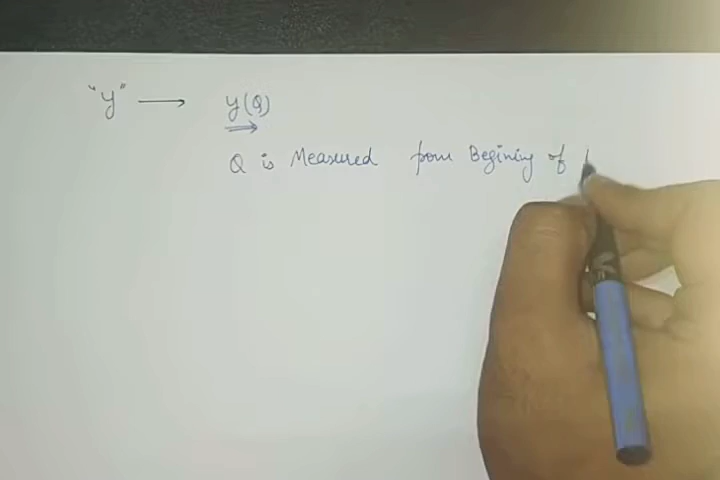 "y" → y(Q)
Q is Measured from Begining of